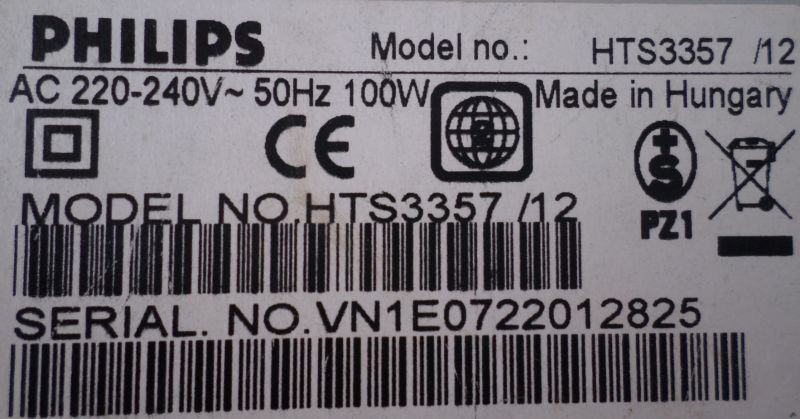 PHILIPS Model no.: HTS3357 /12
AC 220-240V~ 50Hz 100W Made in Hungary
CE
2
+S
PZ1
MODEL NO.HTS3357 /12
SERIAL. NO.VN1E0722012825